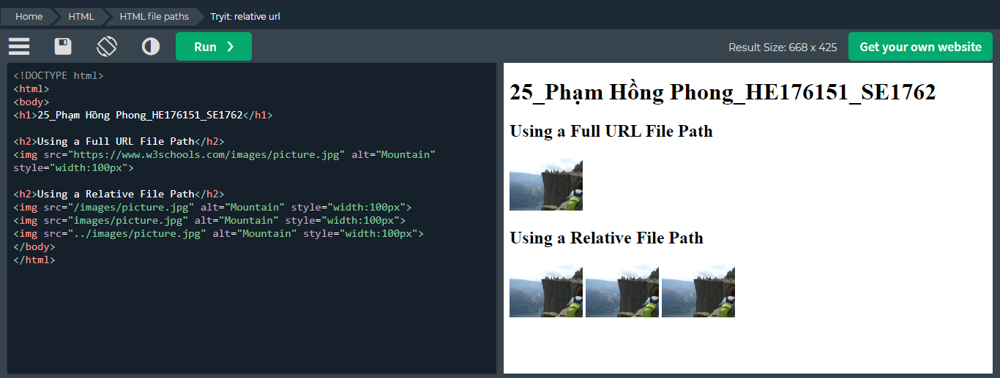 Home HTML HTML file paths Tryit: relative url
Run ❯ Result Size: 668 x 425 Get your own website
<!DOCTYPE html>
<html>
<body>
<h1>25_Phạm Hồng Phong_HE176151_SE1762</h1>
<h2>Using a Full URL File Path</h2>
<img src="https://www.w3schools.com/images/picture.jpg" alt="Mountain"
style="width:100px">
<h2>Using a Relative File Path</h2>
<img src="/images/picture.jpg" alt="Mountain" style="width:100px">
<img src="images/picture.jpg" alt="Mountain" style="width:100px">
<img src="../images/picture.jpg" alt="Mountain" style="width:100px">
</body>
</html>
25_Phạm Hồng Phong_HE176151_SE1762
Using a Full URL File Path
Using a Relative File Path